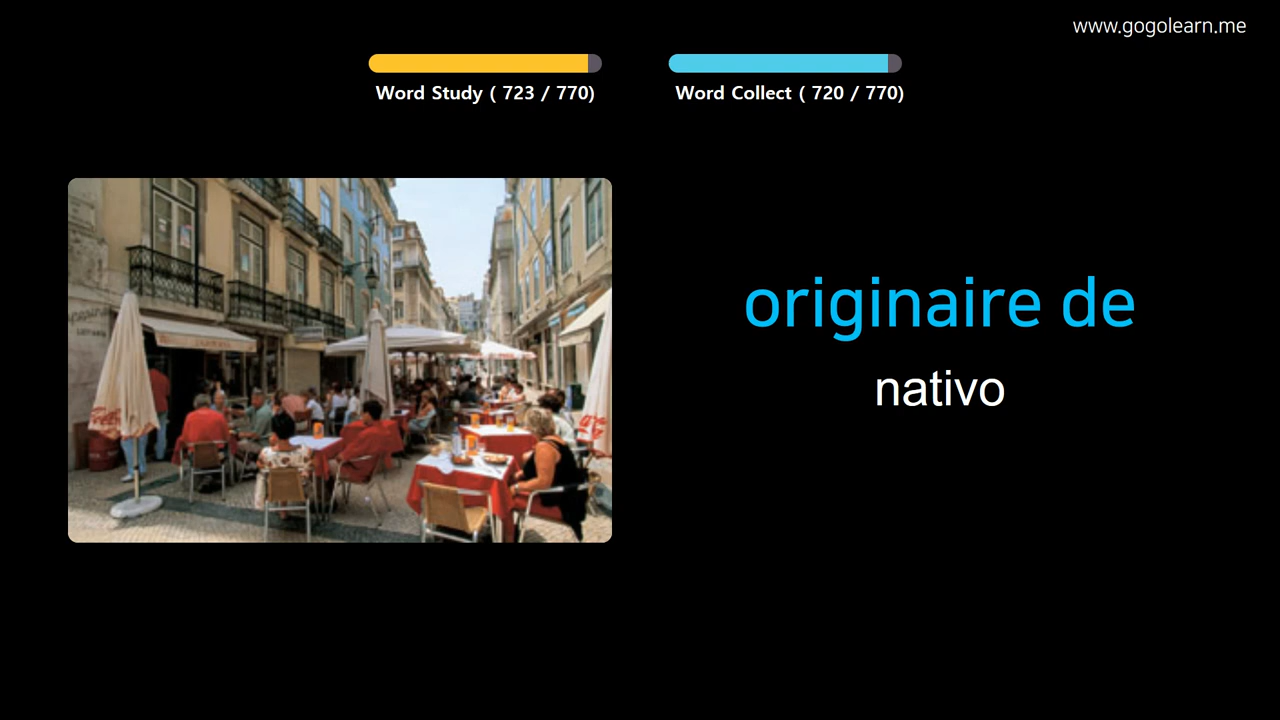 www.gogolearn.me
Word Study ( 723 / 770)
Word Collect ( 720 / 770)
originaire de
nativo